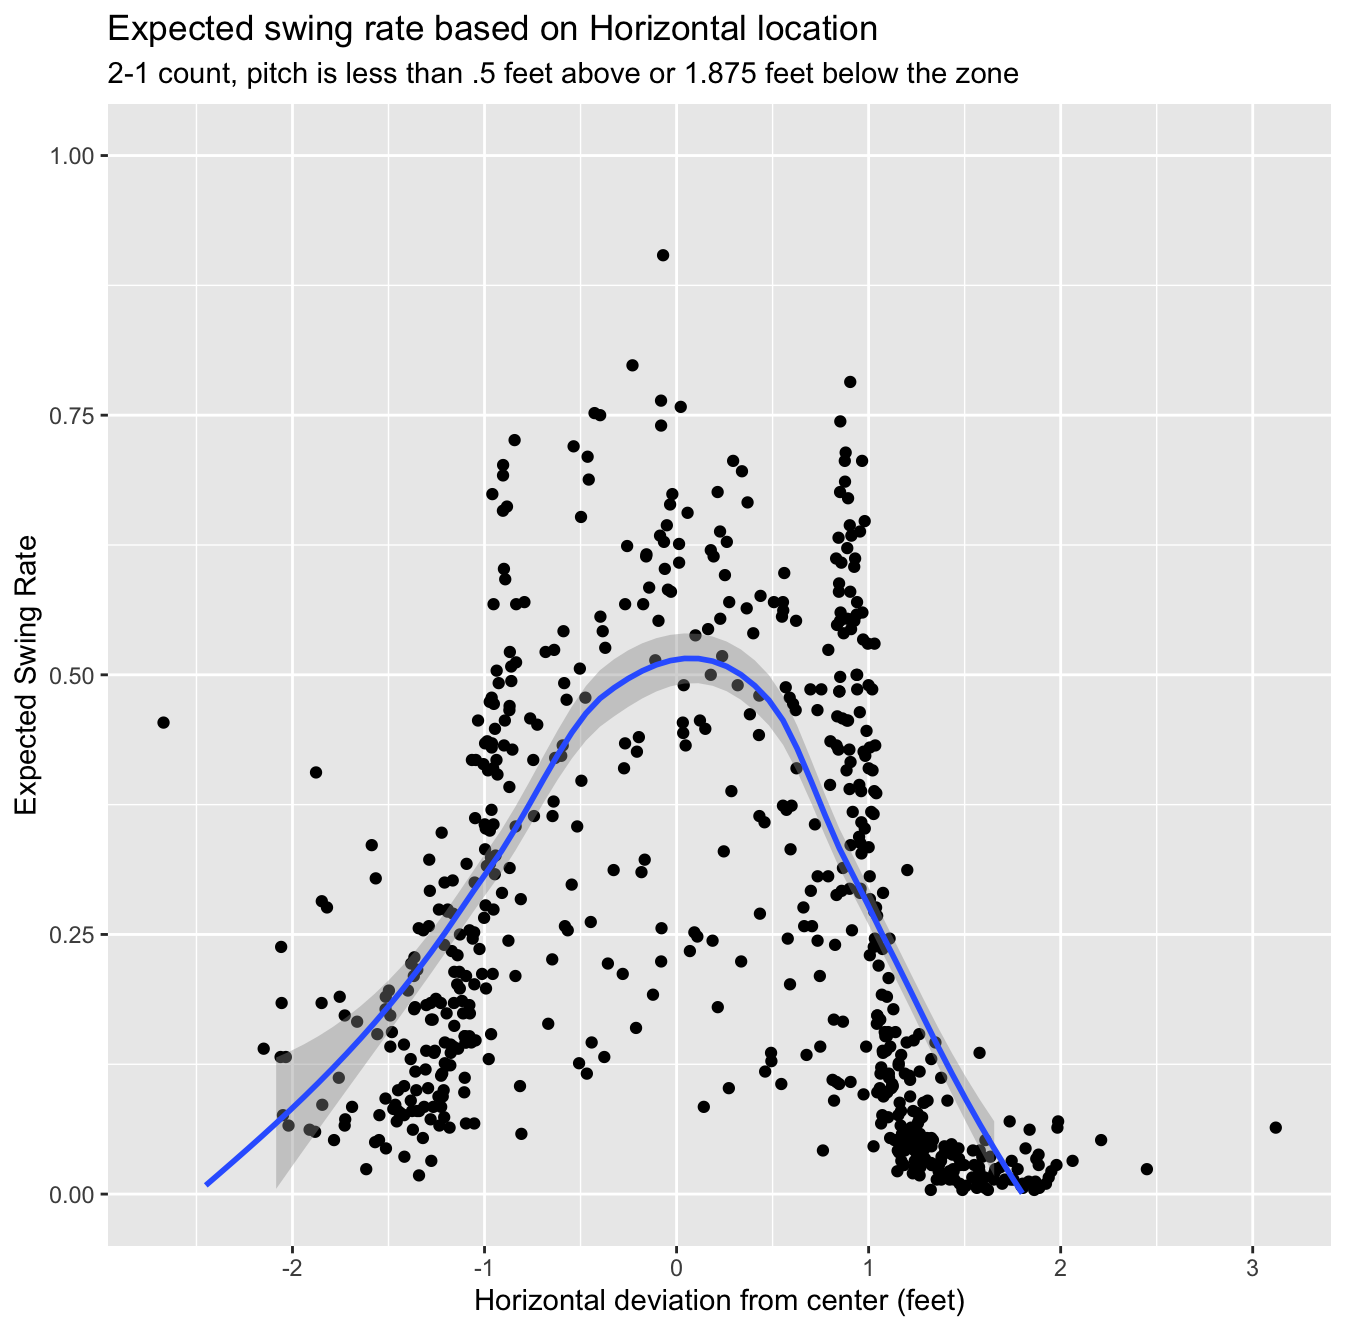 Expected swing rate based on Horizontal location
2-1 count, pitch is less than .5 feet above or 1.875 feet below the zone
Expected Swing Rate
1.00
0.75
0.50
0.25
0.00
-2 -1 0 1 2 3
Horizontal deviation from center (feet)